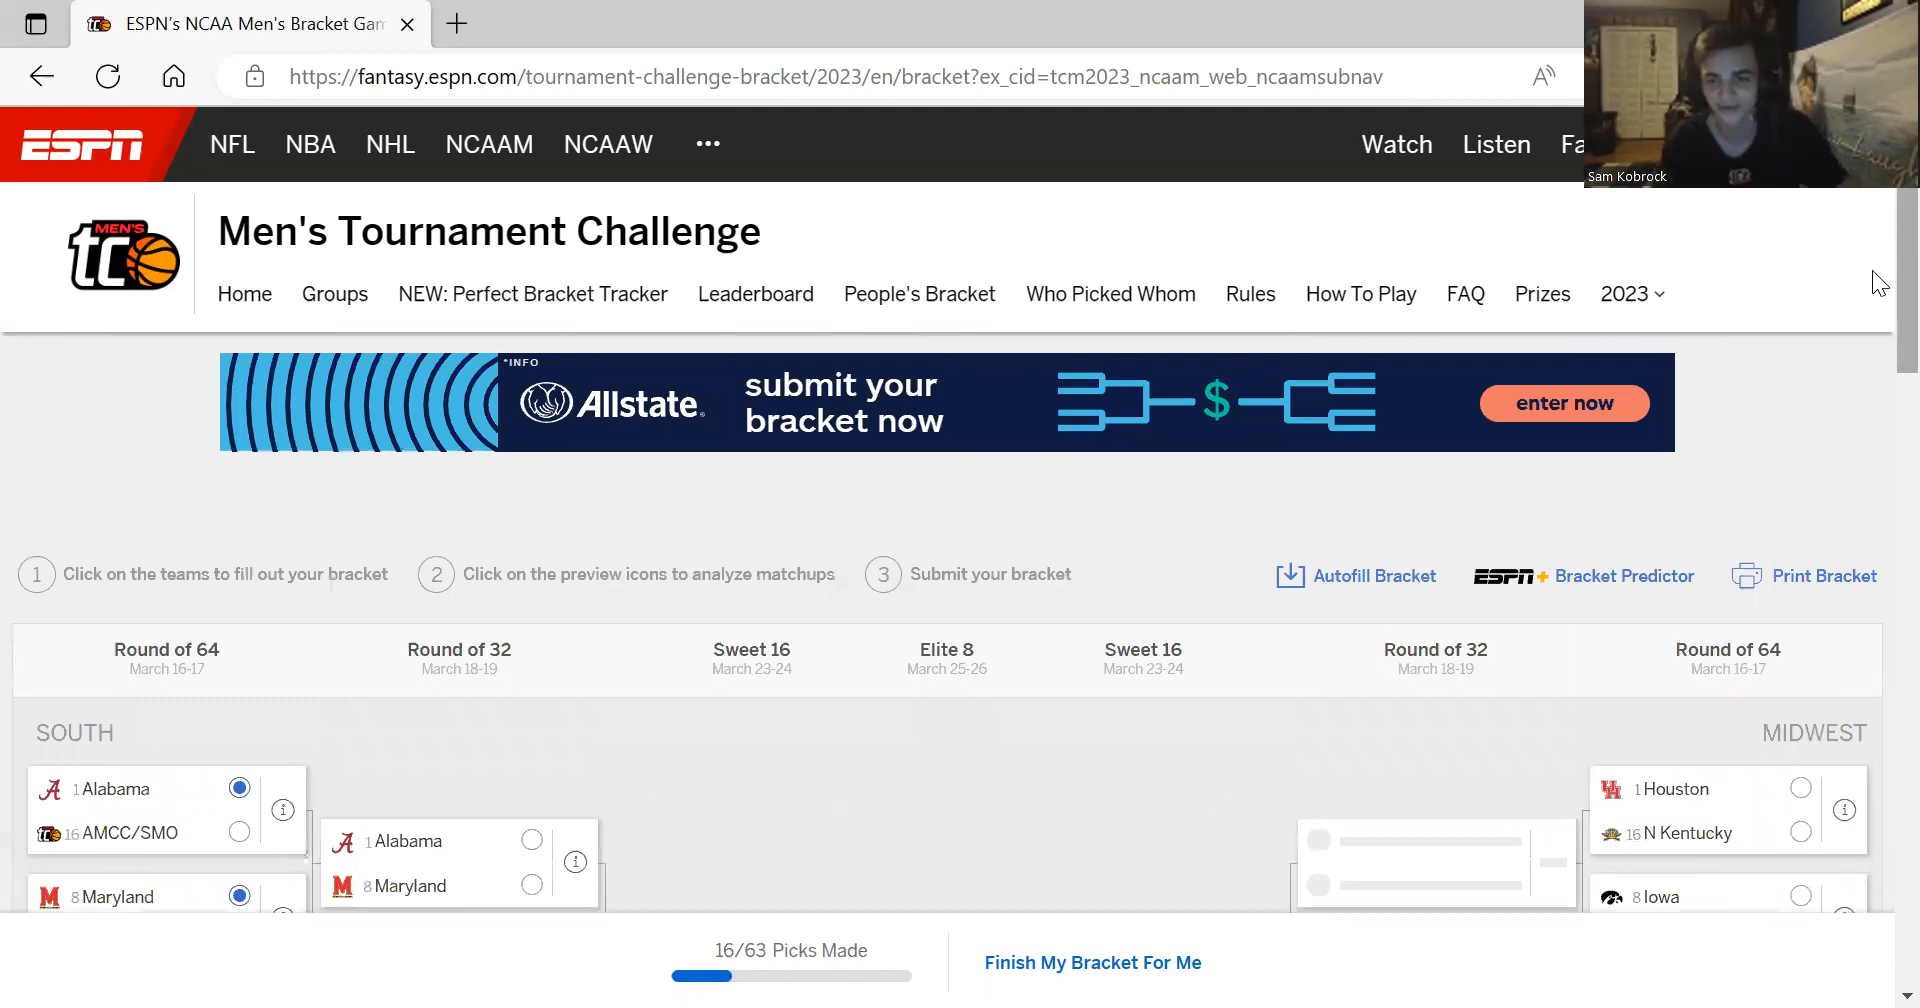 ESPN's NCAA Men's Bracket Gam
https://fantasy.espn.com/tournament-challenge-bracket/2023/en/bracket?ex_cid=tcm2023_ncaam_web_ncaamsubnav
Sam Kobrock
ESPN NFL NBA NHL NCAAM NCAAW ••• Watch Listen Fa
MEN'S
tc
Men's Tournament Challenge
Home Groups NEW: Perfect Bracket Tracker Leaderboard People's Bracket Who Picked Whom Rules How To Play FAQ Prizes 2023
*INFO
Allstate
submit your
bracket now
$
enter now
1 Click on the teams to fill out your bracket 2 Click on the preview icons to analyze matchups 3 Submit your bracket Autofill Bracket ESPN+ Bracket Predictor Print Bracket
Round of 64 Round of 32 Sweet 16 Elite 8 Sweet 16 Round of 32 Round of 64
March 16-17 March 18-19 March 23-24 March 25-26 March 23-24 March 18-19 March 16-17
SOUTH MIDWEST
1 Alabama
16 AMCC/SMO
8 Maryland
1 Alabama
8 Maryland
1 Houston
16 N Kentucky
8 Iowa
16/63 Picks Made
Finish My Bracket For Me